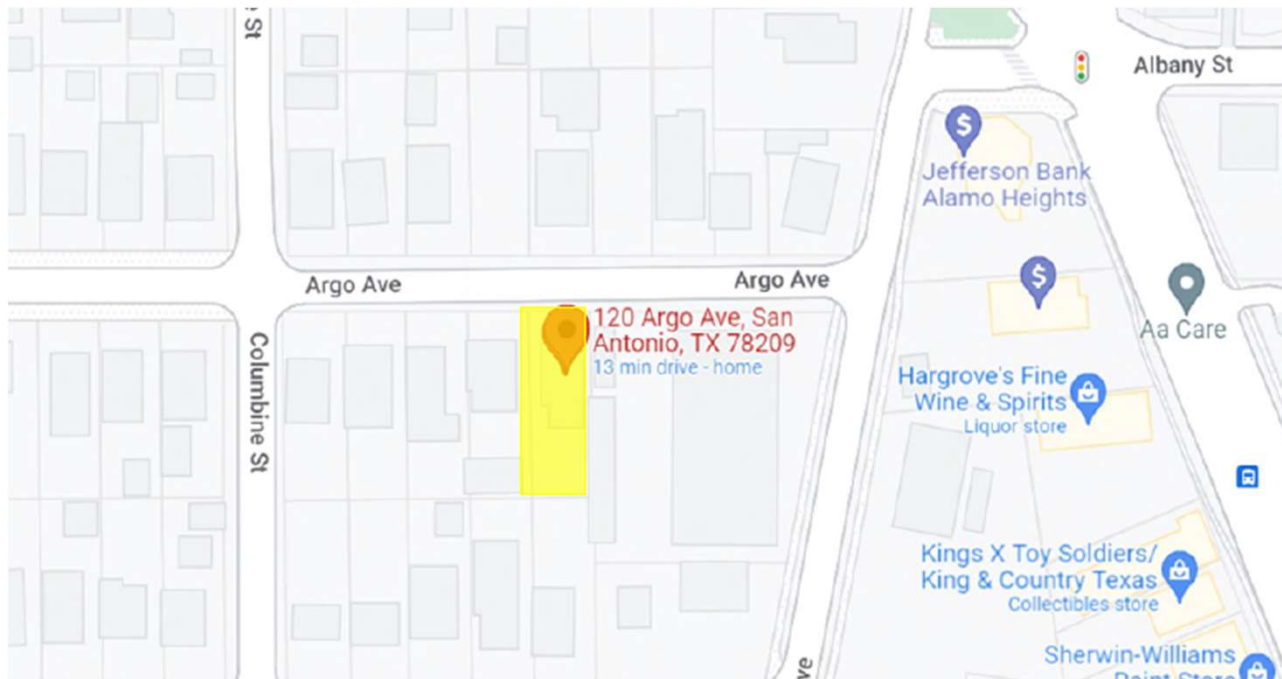 St
Albany St
$
Jefferson Bank
Alamo Heights
Argo Ave
Argo Ave
$
120 Argo Ave, San
Antonio, TX 78209
13 min drive - home
Aa Care
Columbine St
Hargrove's Fine
Wine & Spirits
Liquor store
Kings X Toy Soldiers/
King & Country Texas
Collectibles store
Sherwin-Williams
Paint Store
ve